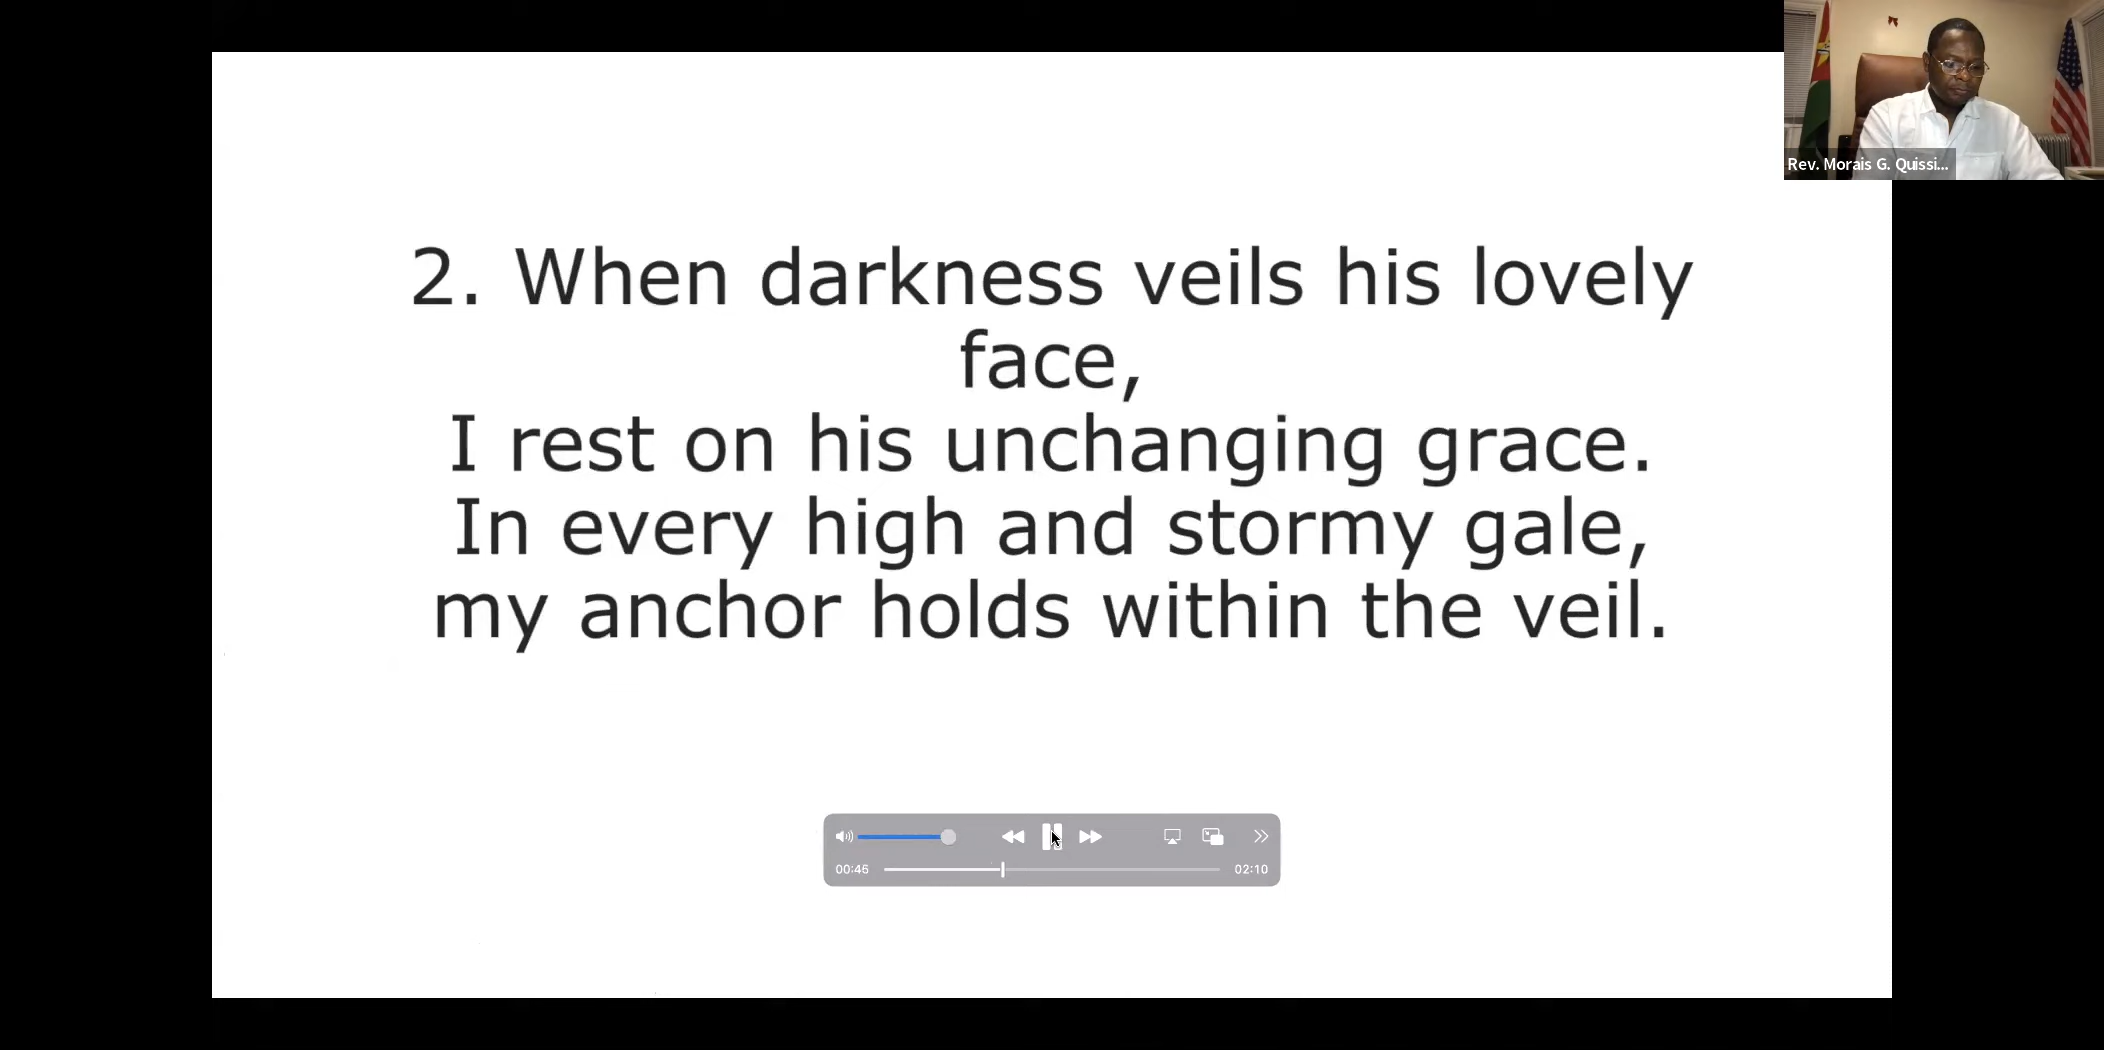 2. When darkness veils his lovely
face,
I rest on his unchanging grace.
In every high and stormy gale,
my anchor holds within the veil.
Rev. Morais G. Quissi...
00:45
02:10